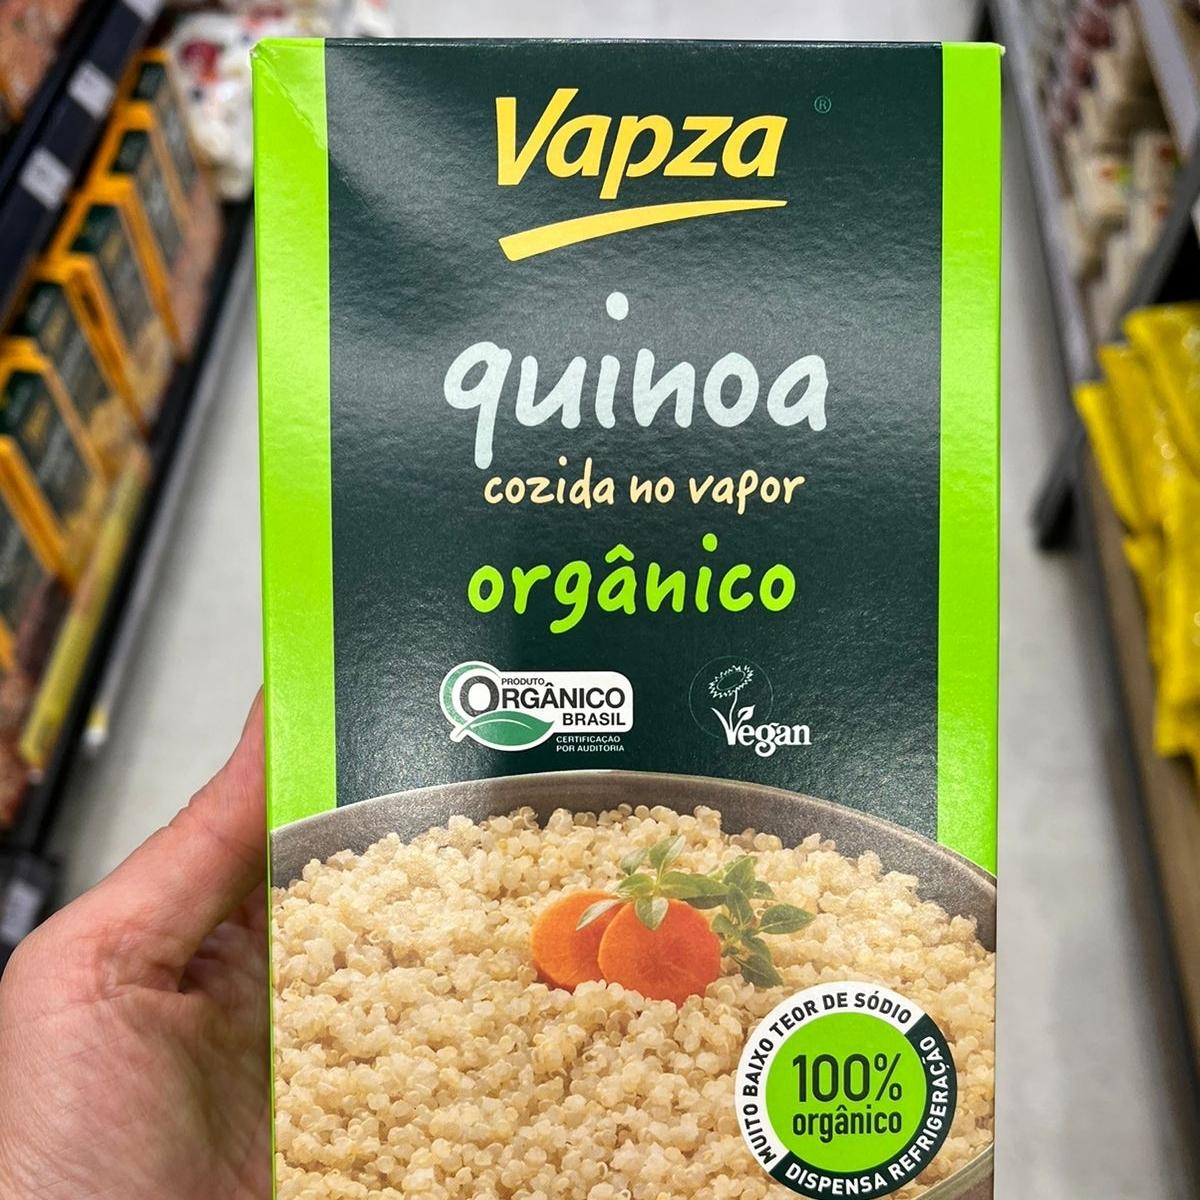 Vapza ®
quinoa
cozida no vapor
orgânico
PRODUTO
ORGÂNICO
BRASIL
CERTIFICAÇÃO
POR AUDITORIA
Vegan
MUITO BAIXO TEOR DE SÓDIO
100%
orgânico
DISPENSA REFRIGERAÇÃO